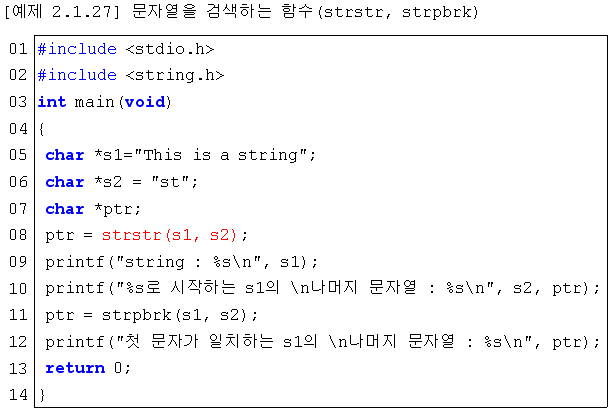 [예제 2.1.27] 문자열을 검색하는 함수(strstr, strpbrk)
01 #include <stdio.h>
02 #include <string.h>
03 int main(void)
04 {
05 char *s1="This is a string";
06 char *s2 = "st";
07 char *ptr;
08 ptr = strstr(s1, s2);
09 printf("string : %s\n", s1);
10 printf("%s로 시작하는 s1의 \n나머지 문자열 : %s\n", s2, ptr);
11 ptr = strpbrk(s1, s2);
12 printf("첫 문자가 일치하는 s1의 \n나머지 문자열 : %s\n", ptr);
13 return 0;
14 }